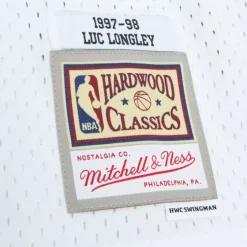 1997-98
LUC LONGLEY
HARDWOOD
CLASSICS
NBA
NOSTALGIA CO.
Mitchell & Ness
PHILADELPHIA, PA.
HWC SWINGMAN